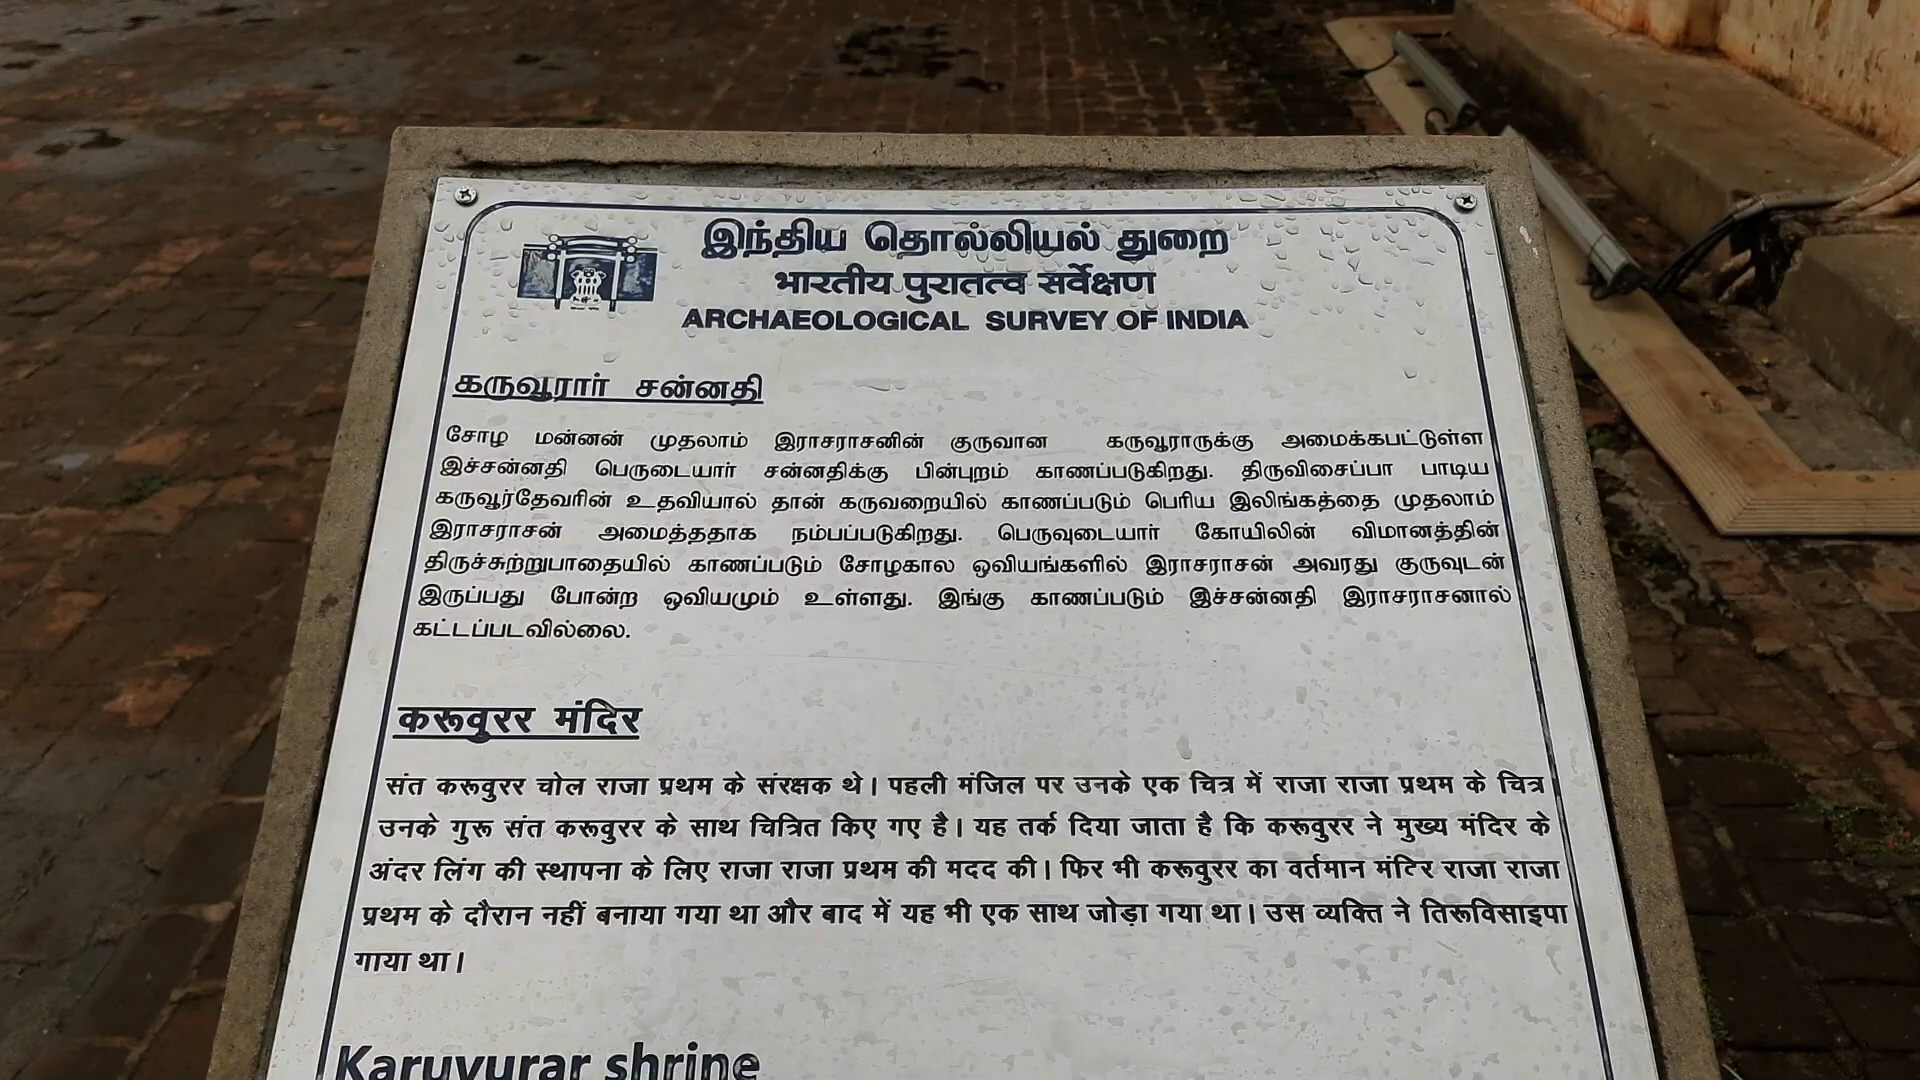 இந்திய தொல்லியல் துறை
भारतीय पुरातत्व सर्वेक्षण
ARCHAEOLOGICAL SURVEY OF INDIA
கருவூரார் சன்னதி
சோழ மன்னன் முதலாம் இராசராசனின் குருவான கருவூராருக்கு அமைக்கபட்டுள்ள
இச்சன்னதி பெருடையார் சன்னதிக்கு பின்புறம் காணப்படுகிறது. திருவிசைப்பா பாடிய
கருவூர்தேவரின் உதவியால் தான் கருவறையில் காணப்படும் பெரிய இலிங்கத்தை முதலாம்
இராசராசன் அமைத்ததாக நம்பப்படுகிறது. பெருவுடையார் கோயிலின் விமானத்தின்
திருச்சுற்றுபாதையில் காணப்படும் சோழகால ஒவியங்களில் இராசராசன் அவரது குருவுடன்
இருப்பது போன்ற ஒவியமும் உள்ளது. இங்கு காணப்படும் இச்சன்னதி இராசராசனால்
கட்டப்படவில்லை.
करूवुरर मंदिर
संत करूवुरर चोल राजा प्रथम के संरक्षक थे। पहली मंजिल पर उनके एक चित्र में राजा राजा प्रथम के चित्र
उनके गुरू संत करूवुरर के साथ चित्रित किए गए है। यह तर्क दिया जाता है कि करूवुरर ने मुख्य मंदिर के
अंदर लिंग की स्थापना के लिए राजा राजा प्रथम की मदद की। फिर भी करूवुरर का वर्तमान मंदिर राजा राजा
प्रथम के दौरान नहीं बनाया गया था और बाद में यह भी एक साथ जोड़ा गया था। उस व्यक्ति ने तिरूविसाइपा
गाया था।
Karuvurar shrine